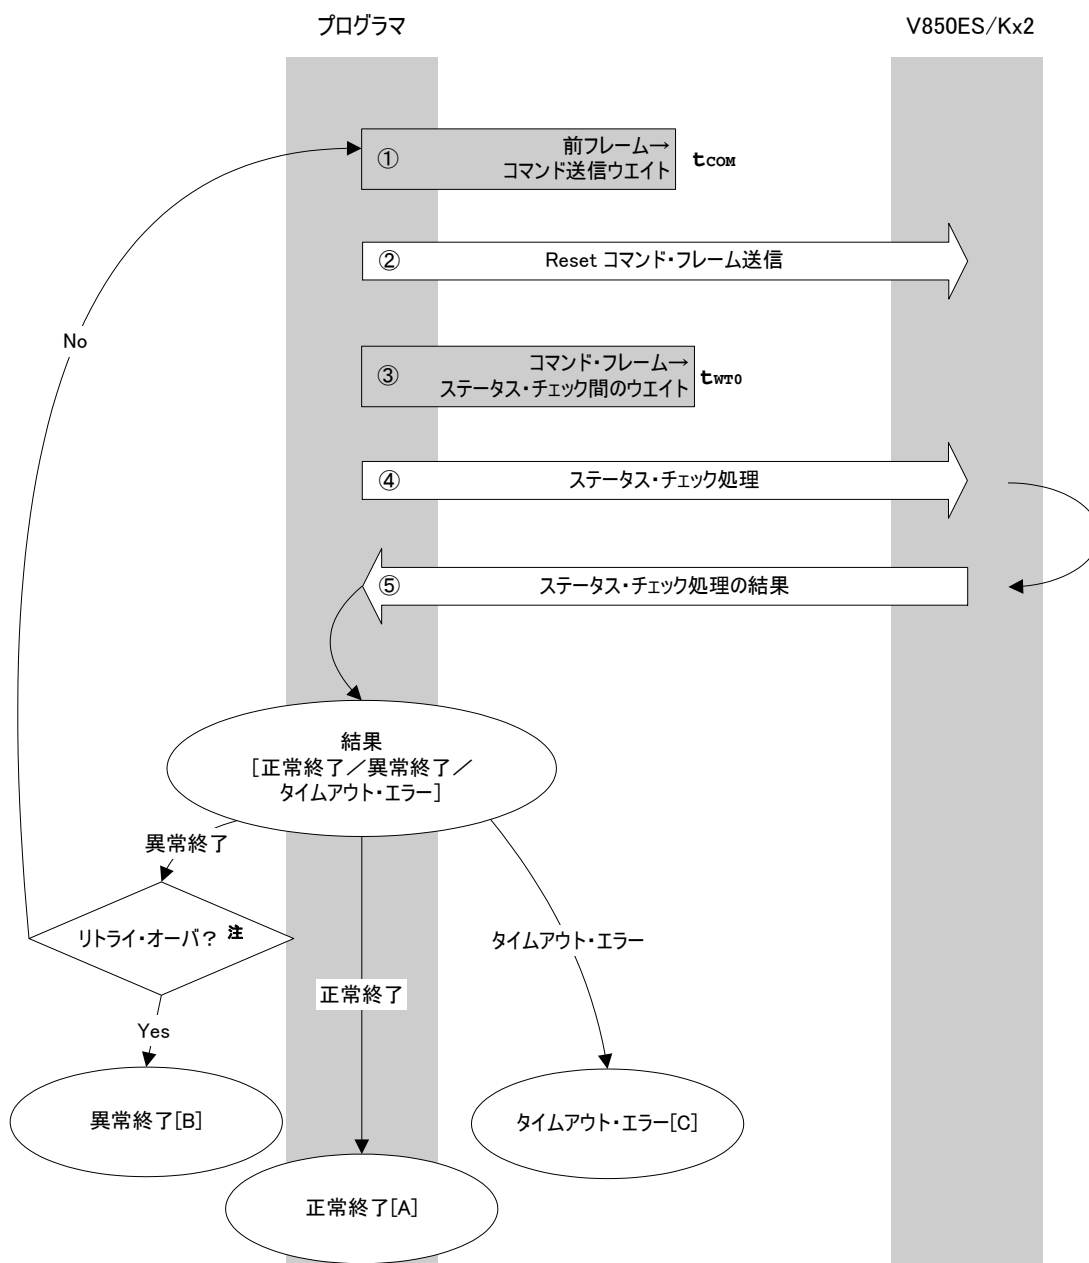 プログラマ
V850ES/Kx2
①
前フレーム→
コマンド送信ウエイト
tCOM
②
Reset コマンド・フレーム送信
No
③
コマンド・フレーム→
ステータス・チェック間のウエイト
tWT0
④
ステータス・チェック処理
⑤
ステータス・チェック処理の結果
結果
[正常終了／異常終了／
タイムアウト・エラー]
異常終了
リトライ・オーバ？ 注
タイムアウト・エラー
正常終了
Yes
異常終了[B]
タイムアウト・エラー[C]
正常終了[A]